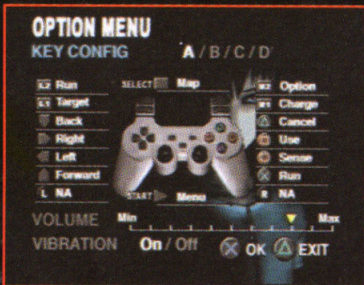 OPTION MENU
KEY CONFIG A / B / C / D
L2 Run SELECT Map R2 Option
L1 Target R1 Charge
Back Cancel
Right Use
Left Sense
Forward Run
L NA START Menu R NA
VOLUME Min Max
VIBRATION On / Off OK EXIT